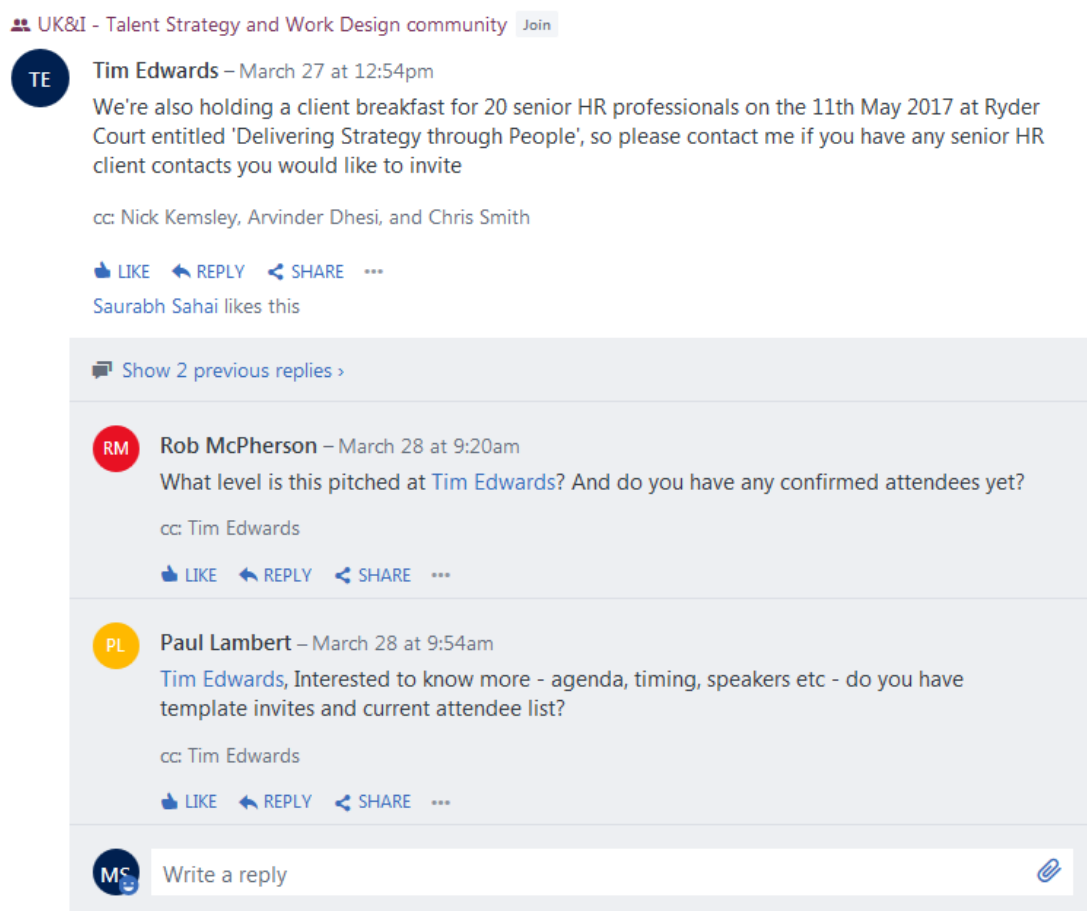 UK&I - Talent Strategy and Work Design community Join
TE
Tim Edwards – March 27 at 12:54pm
We're also holding a client breakfast for 20 senior HR professionals on the 11th May 2017 at Ryder
Court entitled 'Delivering Strategy through People', so please contact me if you have any senior HR
client contacts you would like to invite
cc: Nick Kemsley, Arvinder Dhesi, and Chris Smith
LIKE REPLY SHARE •••
Saurabh Sahai likes this
Show 2 previous replies ›
RM
Rob McPherson – March 28 at 9:20am
What level is this pitched at Tim Edwards? And do you have any confirmed attendees yet?
cc: Tim Edwards
LIKE REPLY SHARE •••
PL
Paul Lambert – March 28 at 9:54am
Tim Edwards, Interested to know more - agenda, timing, speakers etc - do you have
template invites and current attendee list?
cc: Tim Edwards
LIKE REPLY SHARE •••
MS
Write a reply